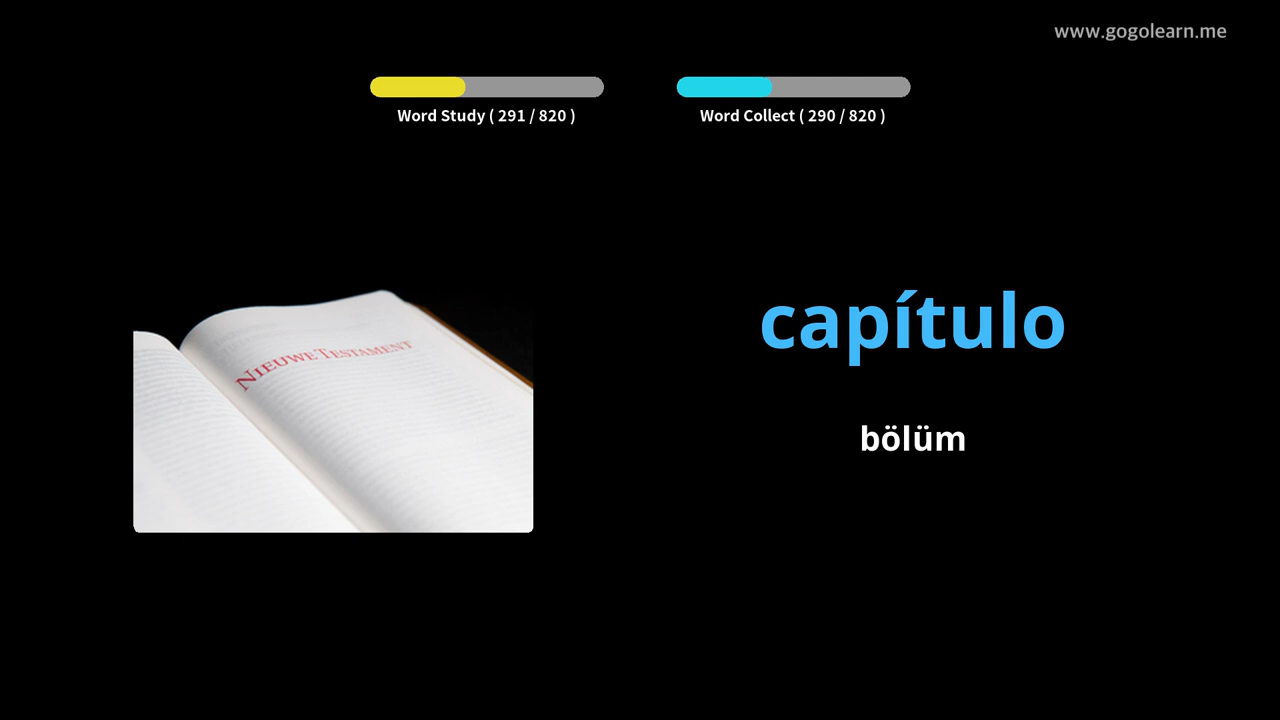 www.gogolearn.me
Word Study ( 291 / 820 )
Word Collect ( 290 / 820 )
NIEUWE TESTAMENT
capítulo
bölüm